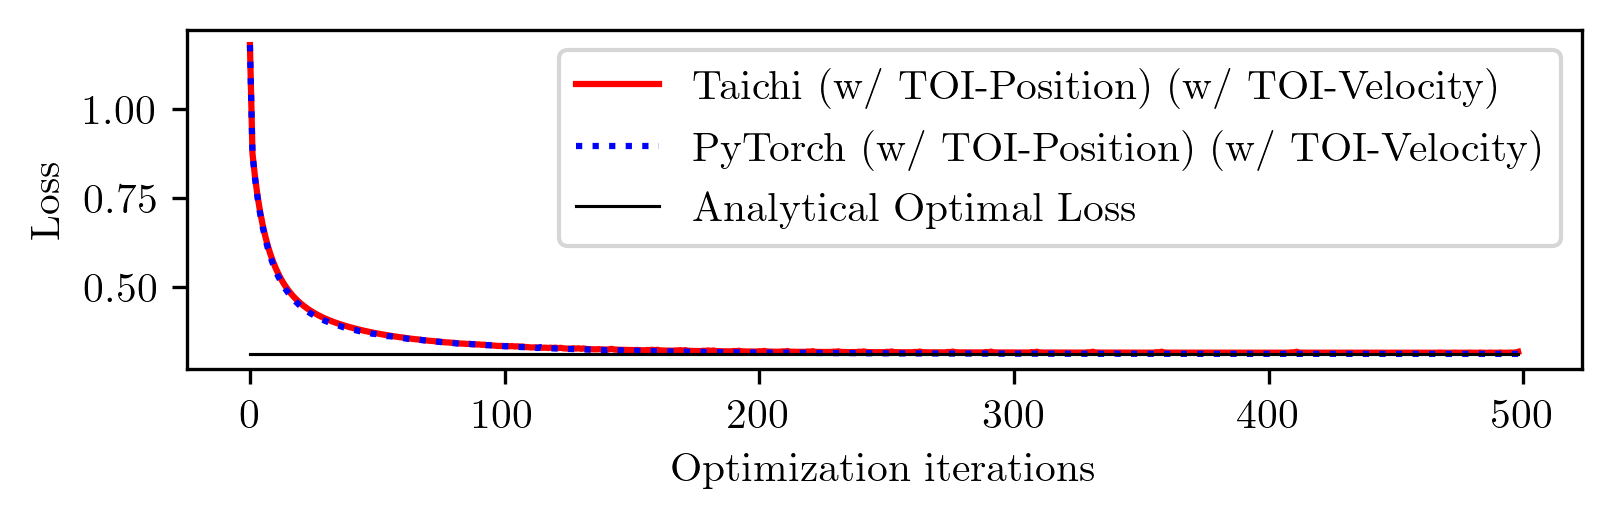 Loss
1.00
0.75
0.50
Taichi (w/ TOI-Position) (w/ TOI-Velocity)
PyTorch (w/ TOI-Position) (w/ TOI-Velocity)
Analytical Optimal Loss
0 100 200 300 400 500
Optimization iterations